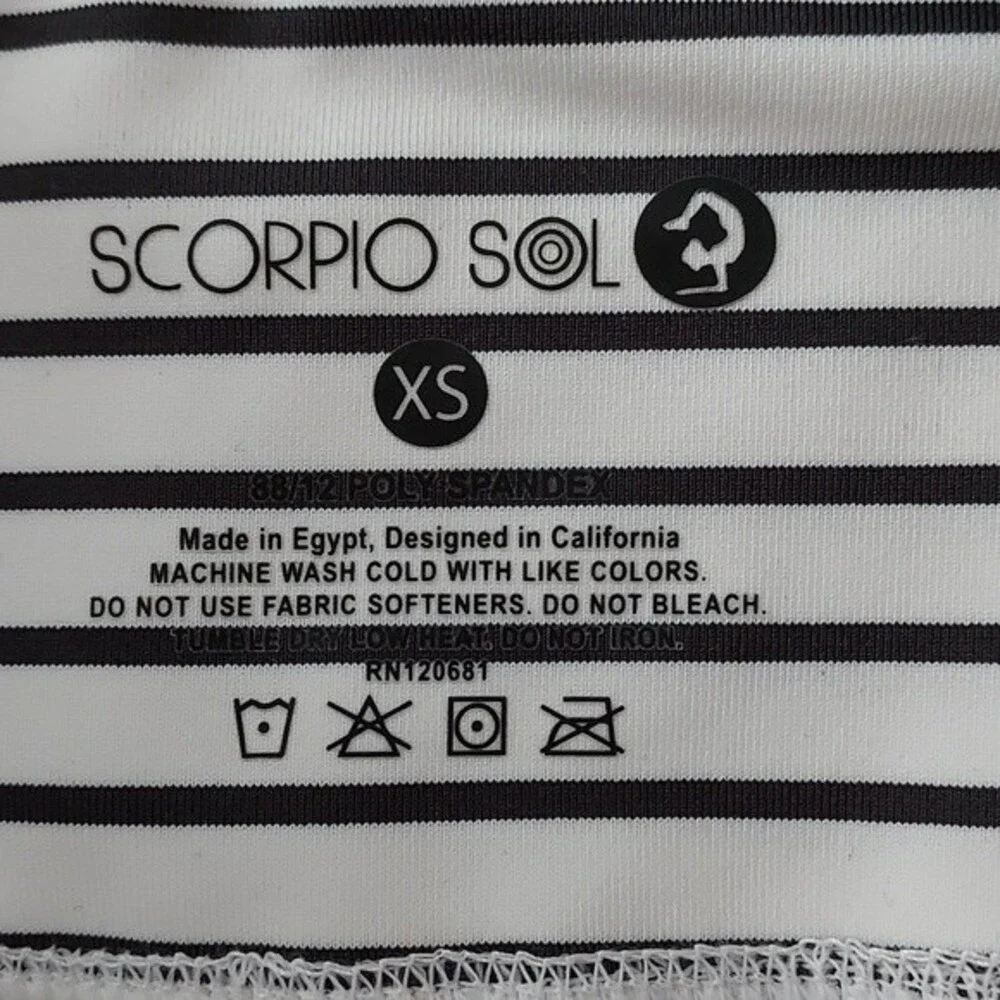 SCORPIO SOL
XS
88/12 POLY SPANDEX
Made in Egypt, Designed in California
MACHINE WASH COLD WITH LIKE COLORS.
DO NOT USE FABRIC SOFTENERS. DO NOT BLEACH.
TUMBLE DRY LOW HEAT. DO NOT IRON.
RN120681